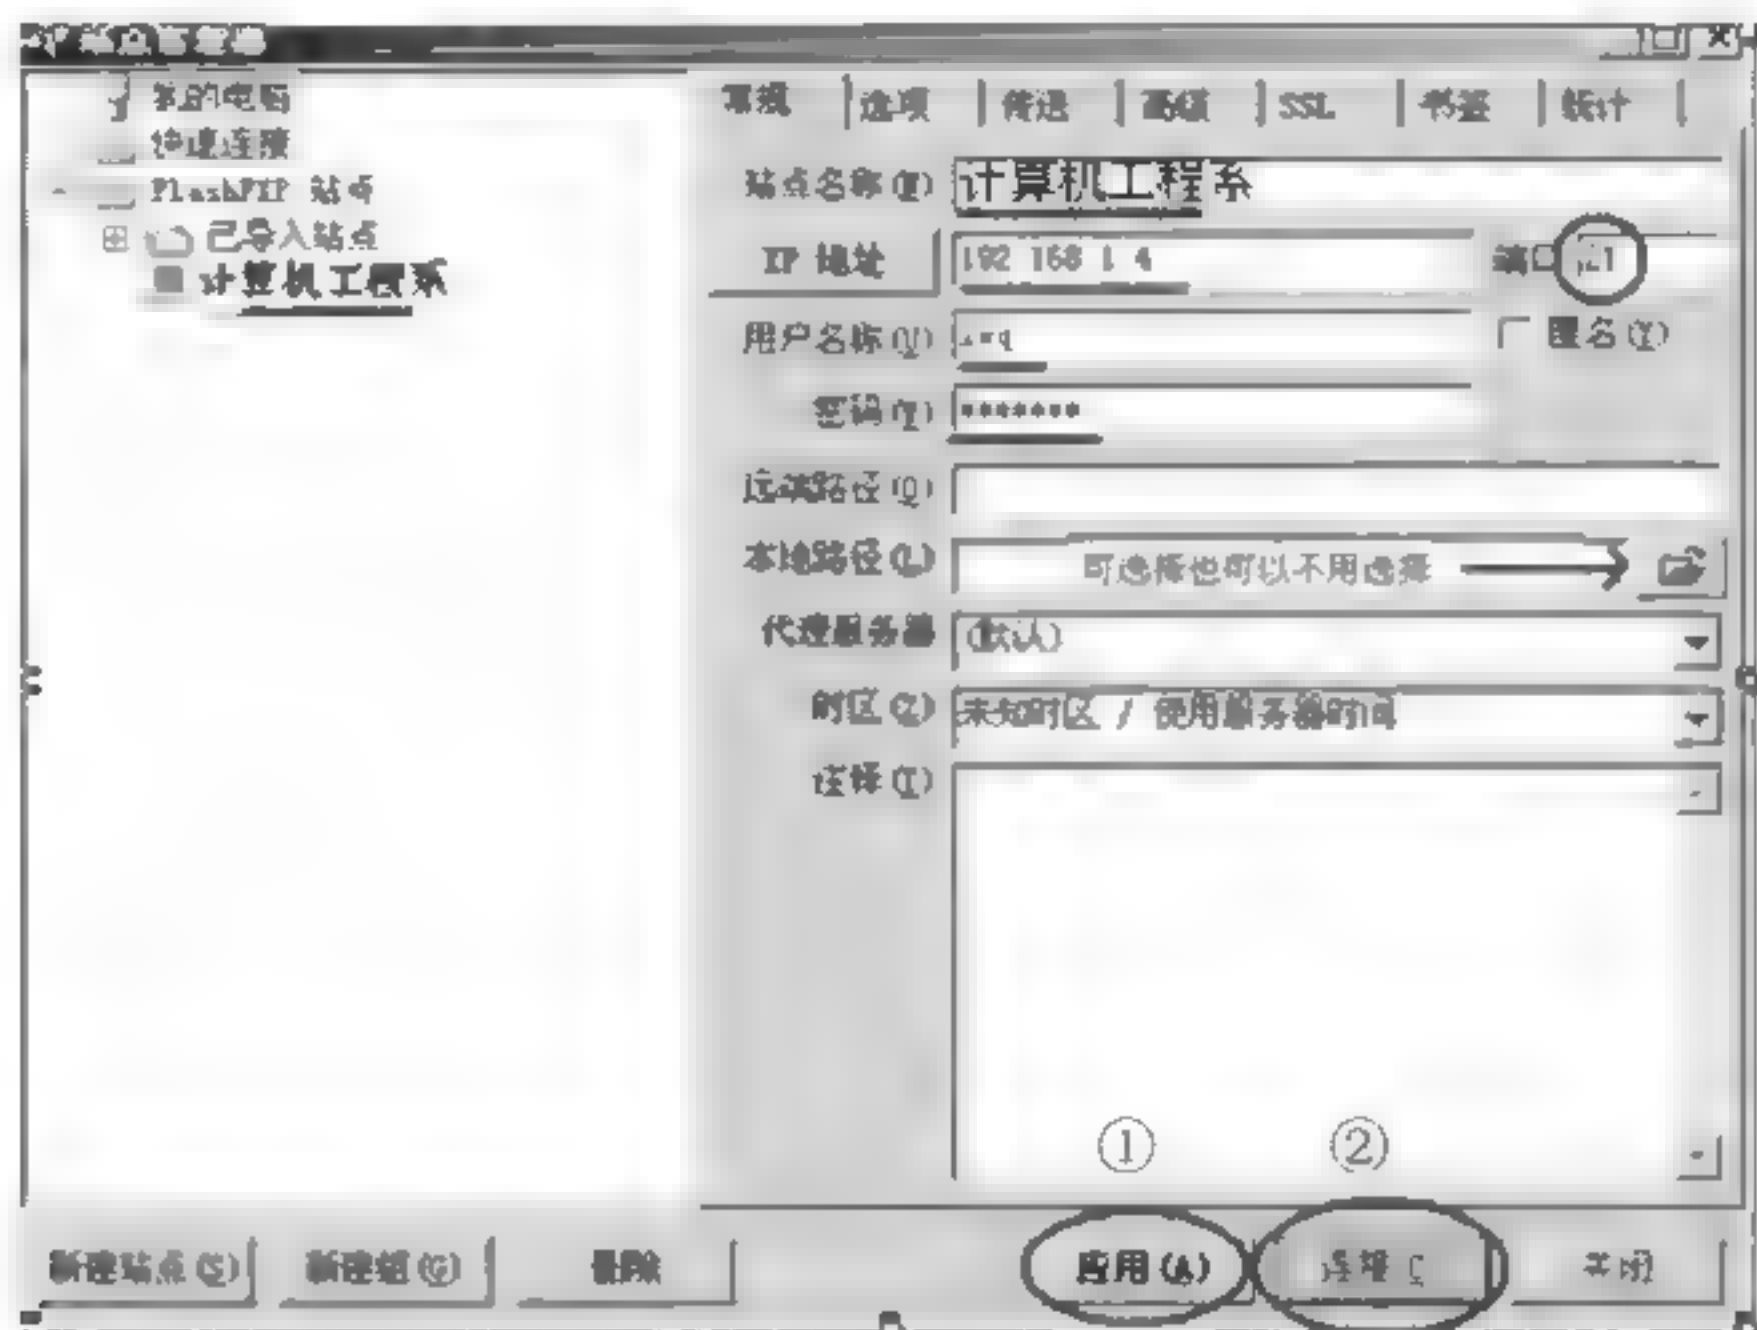 站点管理器
我的电脑
快速连接
FlashFXP 站点
已导入站点
计算机工程系
常规 选项 传送 高级 SSL 书签 统计
站点名称(N) 计算机工程系
IP 地址 192 168 1 4 端口 21
用户名称(U) 匿名(Y)
密码 *******
远端路径(O)
本地路径(L) 可选择也可以不用选择
代理服务器 (默认)
时区(Z) 未知时区 / 使用服务器时间
注释(T)
① ②
新建站点(S) 新建组(G) 删除 应用(A) 连接(C 关闭